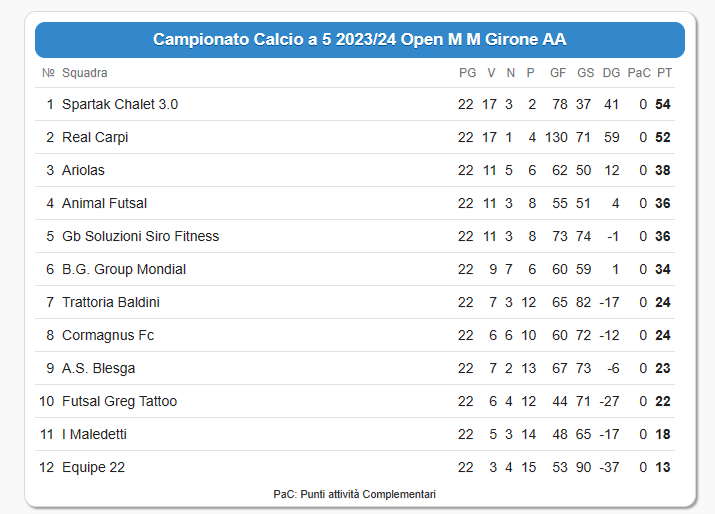 Campionato Calcio a 5 2023/24 Open M M Girone AA
№ Squadra PG V N P GF GS DG PaC PT
1 Spartak Chalet 3.0 22 17 3 2 78 37 41 0 54
2 Real Carpi 22 17 1 4 130 71 59 0 52
3 Ariolas 22 11 5 6 62 50 12 0 38
4 Animal Futsal 22 11 3 8 55 51 4 0 36
5 Gb Soluzioni Siro Fitness 22 11 3 8 73 74 -1 0 36
6 B.G. Group Mondial 22 9 7 6 60 59 1 0 34
7 Trattoria Baldini 22 7 3 12 65 82 -17 0 24
8 Cormagnus Fc 22 6 6 10 60 72 -12 0 24
9 A.S. Blesga 22 7 2 13 67 73 -6 0 23
10 Futsal Greg Tattoo 22 6 4 12 44 71 -27 0 22
11 I Maledetti 22 5 3 14 48 65 -17 0 18
12 Equipe 22 22 3 4 15 53 90 -37 0 13
PaC: Punti attività Complementari